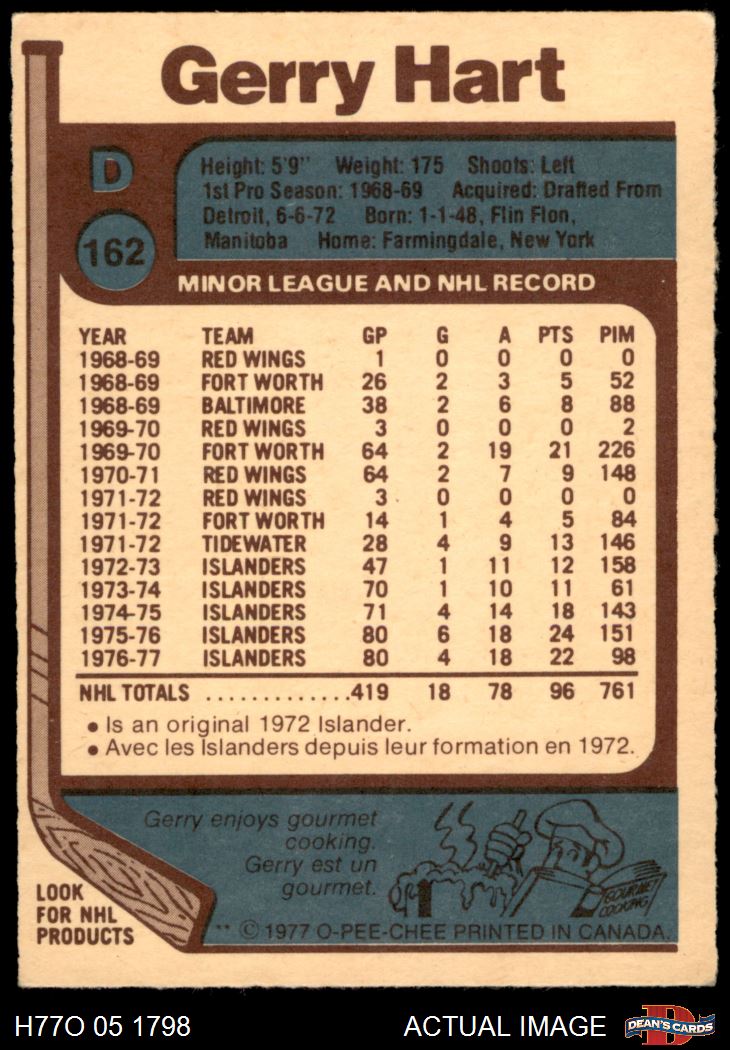 Gerry Hart
D
162
Height: 5'9" Weight: 175 Shoots: Left
1st Pro Season: 1968-69 Acquired: Drafted From
Detroit, 6-6-72 Born: 1-1-48, Flin Flon,
Manitoba Home: Farmingdale, New York
MINOR LEAGUE AND NHL RECORD
YEAR TEAM GP G A PTS PIM
1968-69 RED WINGS 1 0 0 0 0
1968-69 FORT WORTH 26 2 3 5 52
1968-69 BALTIMORE 38 2 6 8 88
1969-70 RED WINGS 3 0 0 0 2
1969-70 FORT WORTH 64 2 19 21 226
1970-71 RED WINGS 64 2 7 9 148
1971-72 RED WINGS 3 0 0 0 0
1971-72 FORT WORTH 14 1 4 5 84
1971-72 TIDEWATER 28 4 9 13 146
1972-73 ISLANDERS 47 1 11 12 158
1973-74 ISLANDERS 70 1 10 11 61
1974-75 ISLANDERS 71 4 14 18 143
1975-76 ISLANDERS 80 6 18 24 151
1976-77 ISLANDERS 80 4 18 22 98
NHL TOTALS .............419 18 78 96 761
• Is an original 1972 Islander.
• Avec les Islanders depuis leur formation en 1972.
Gerry enjoys gourmet
cooking.
Gerry est un
gourmet.
GOURMET
COOKING
LOOK
FOR NHL
PRODUCTS
** © 1977 O-PEE-CHEE PRINTED IN CANADA.
H77O 05 1798
ACTUAL IMAGE
D
DEAN'S CARDS